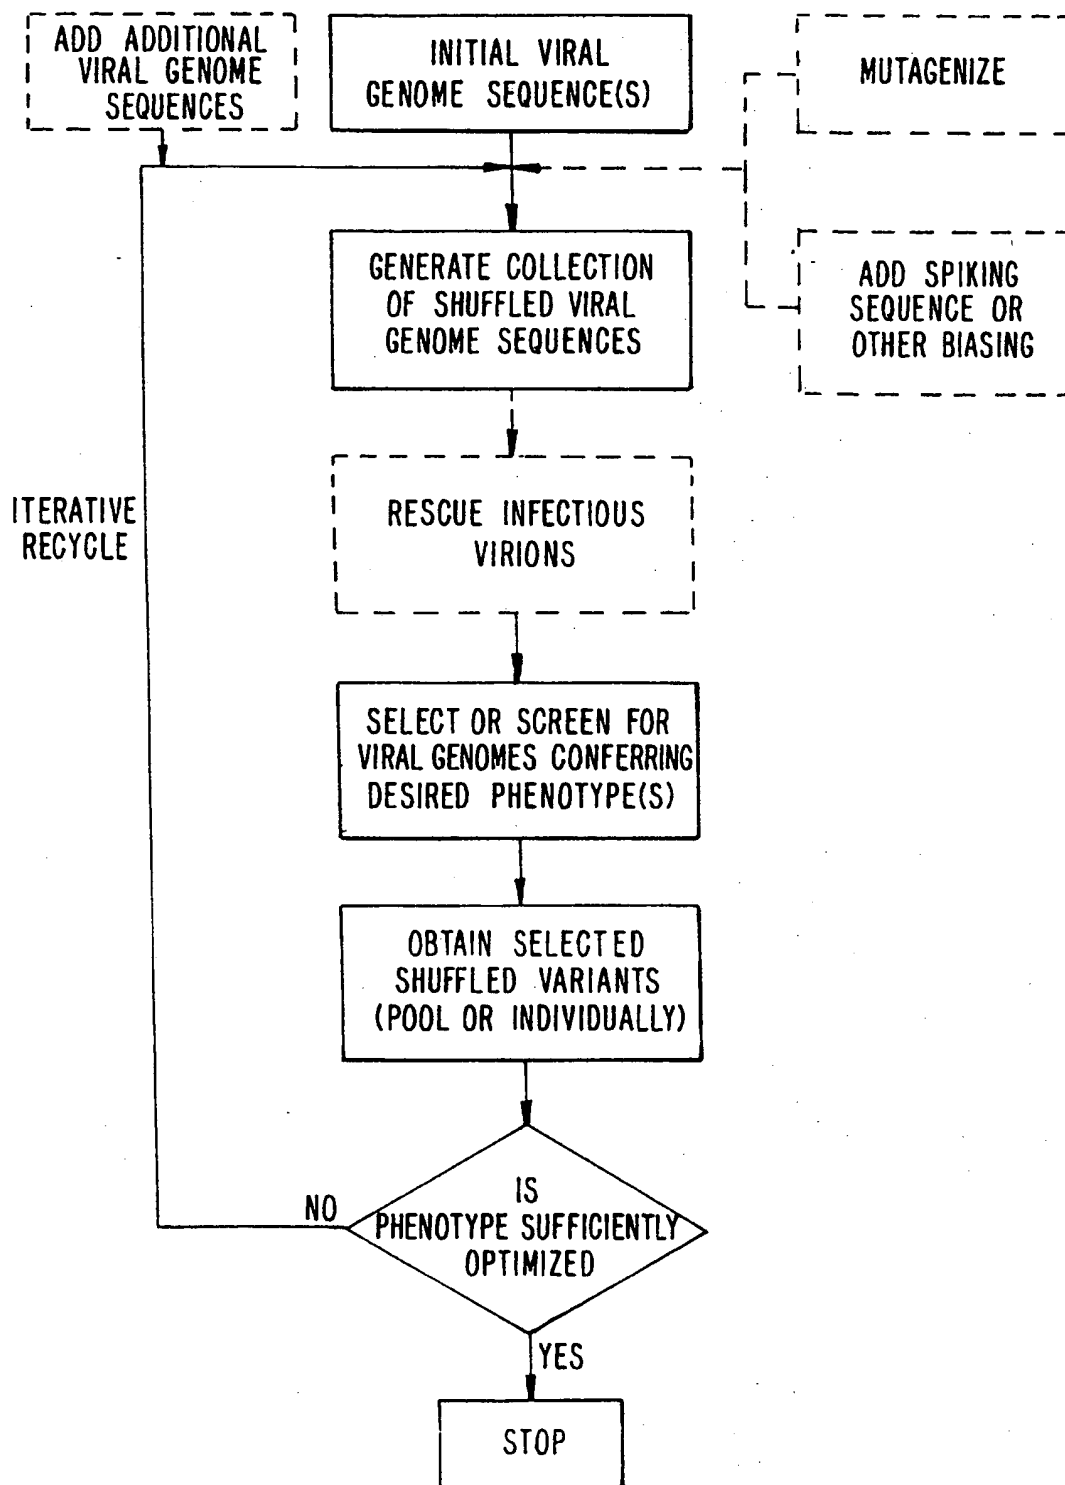 ADD ADDITIONAL
VIRAL GENOME
SEQUENCES
INITIAL VIRAL
GENOME SEQUENCE(S)
MUTAGENIZE
GENERATE COLLECTION
OF SHUFFLED VIRAL
GENOME SEQUENCES
ADD SPIKING
SEQUENCE OR
OTHER BIASING
ITERATIVE
RECYCLE
RESCUE INFECTIOUS
VIRIONS
SELECT OR SCREEN FOR
VIRAL GENOMES CONFERRING
DESIRED PHENOTYPE(S)
OBTAIN SELECTED
SHUFFLED VARIANTS
(POOL OR INDIVIDUALLY)
NO
IS
PHENOTYPE SUFFICIENTLY
OPTIMIZED
YES
STOP